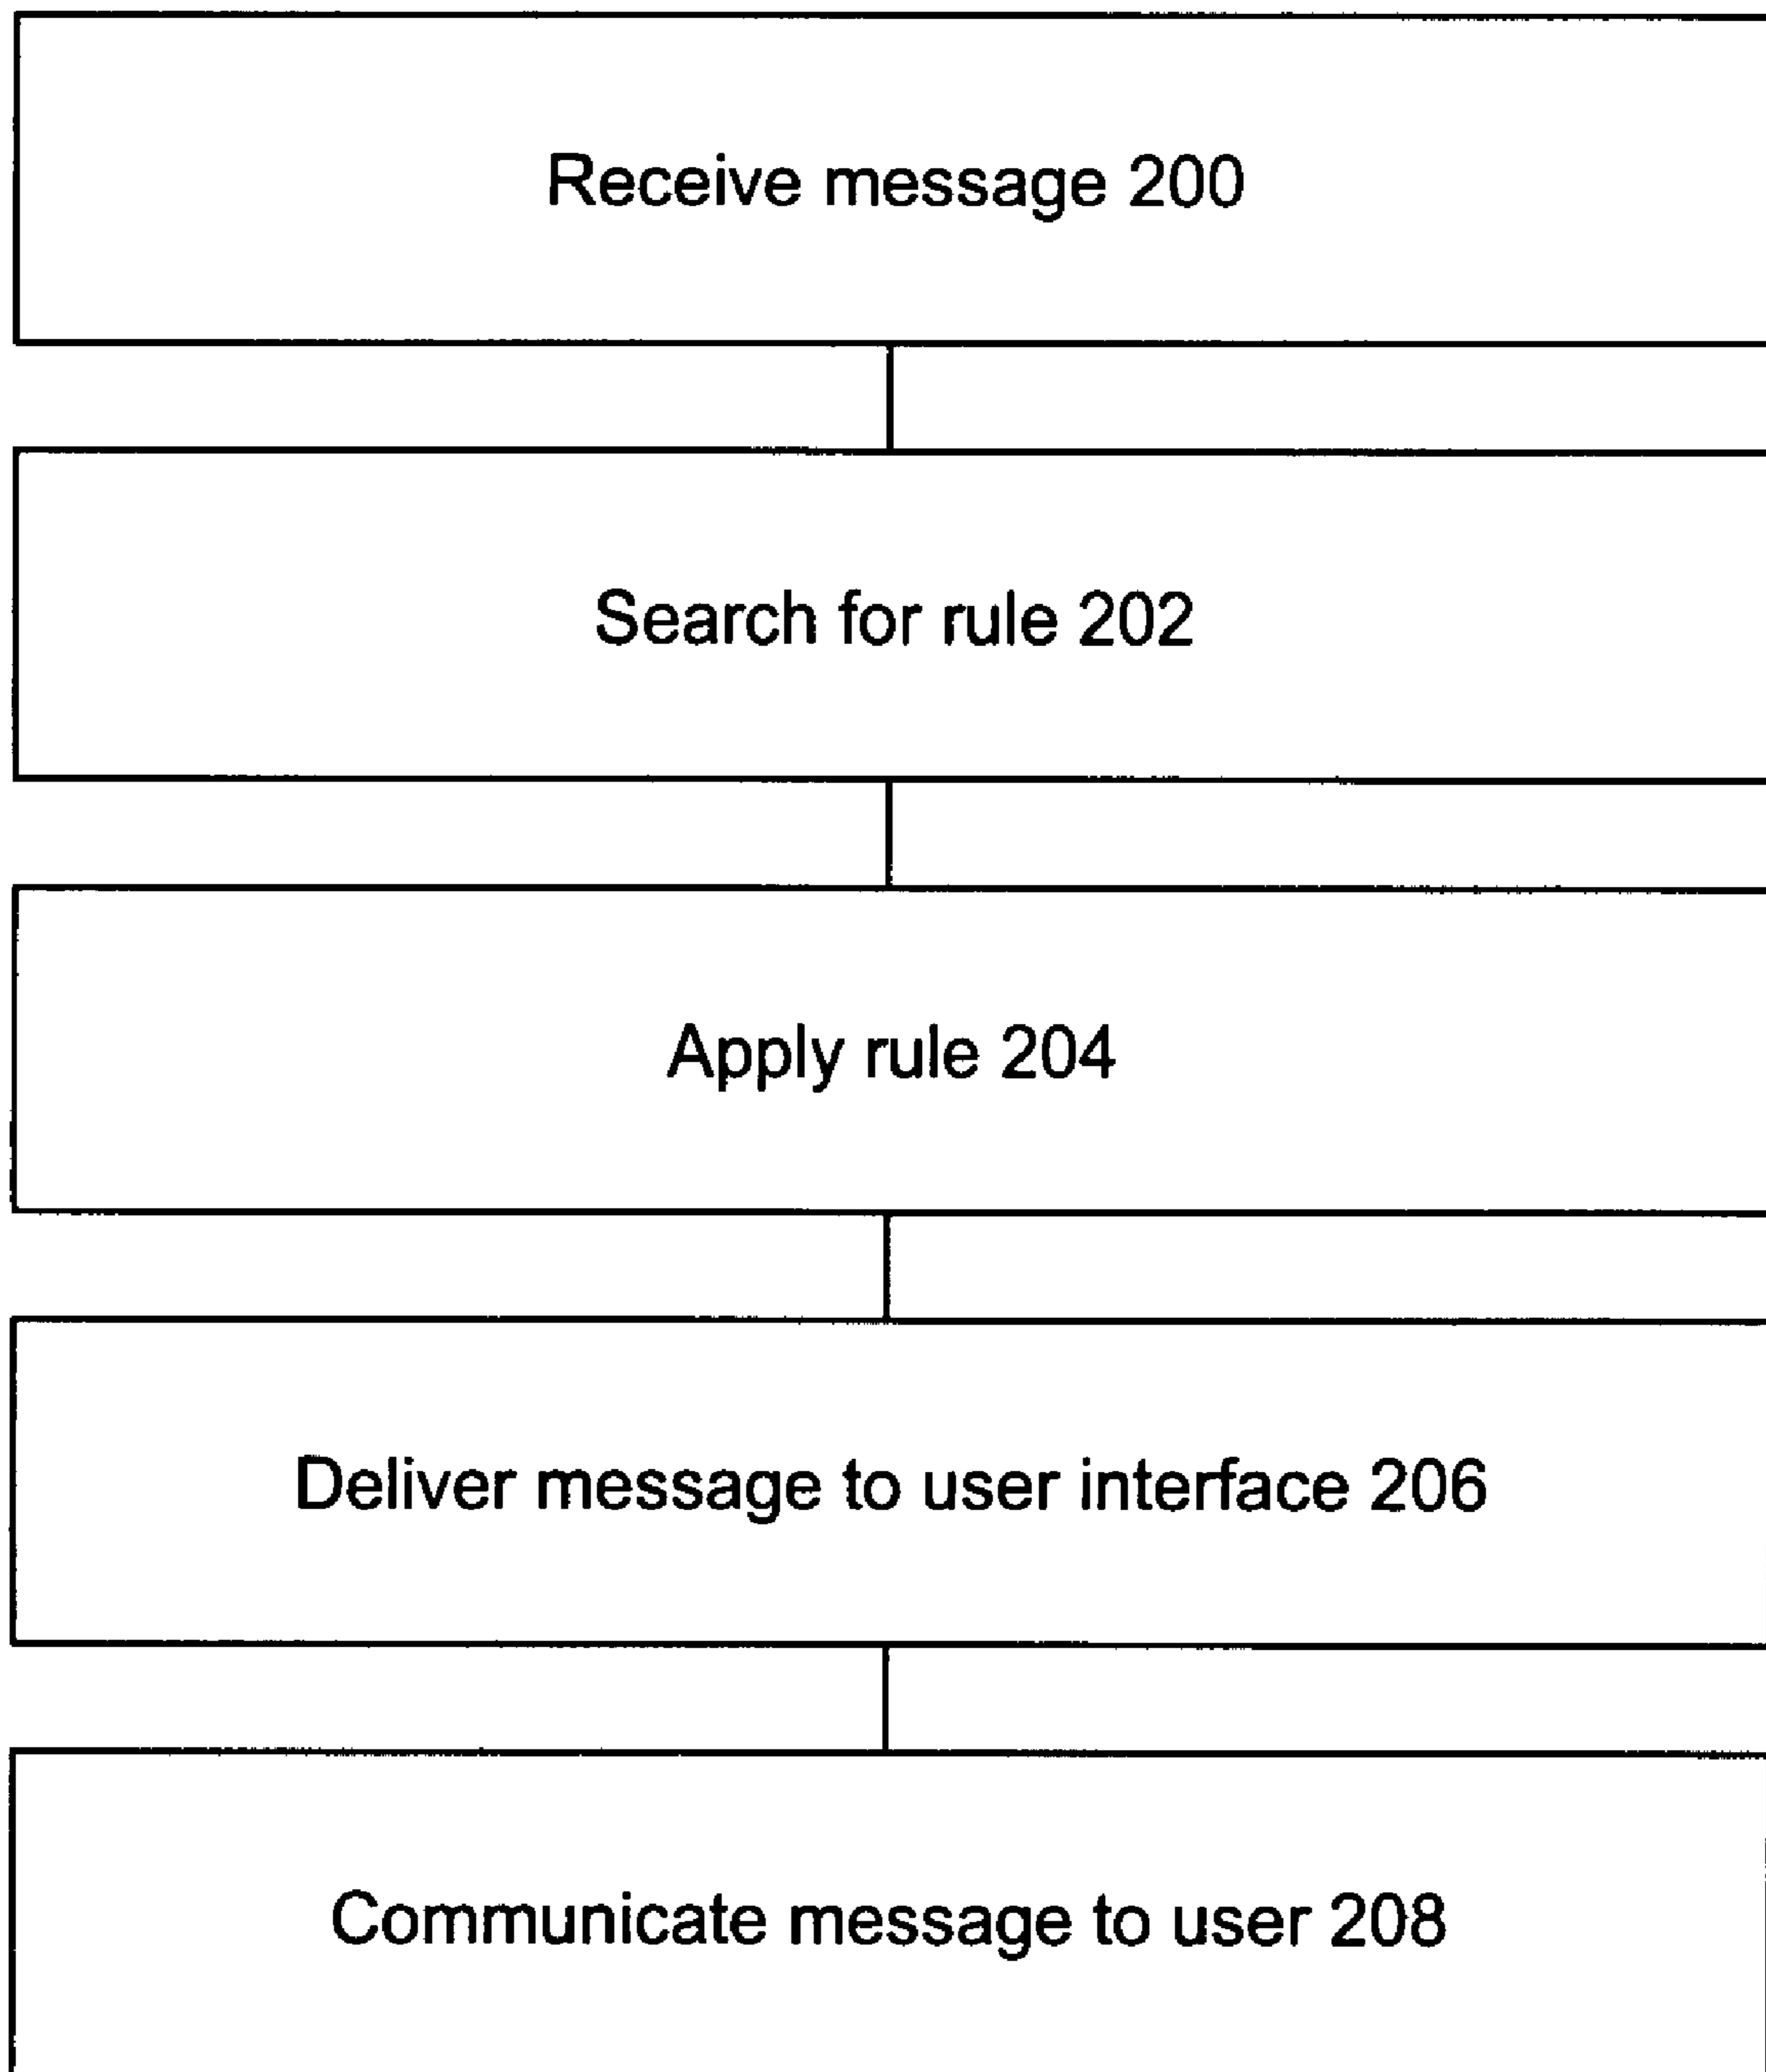 Receive message 200
Search for rule 202
Apply rule 204
Deliver message to user interface 206
Communicate message to user 208